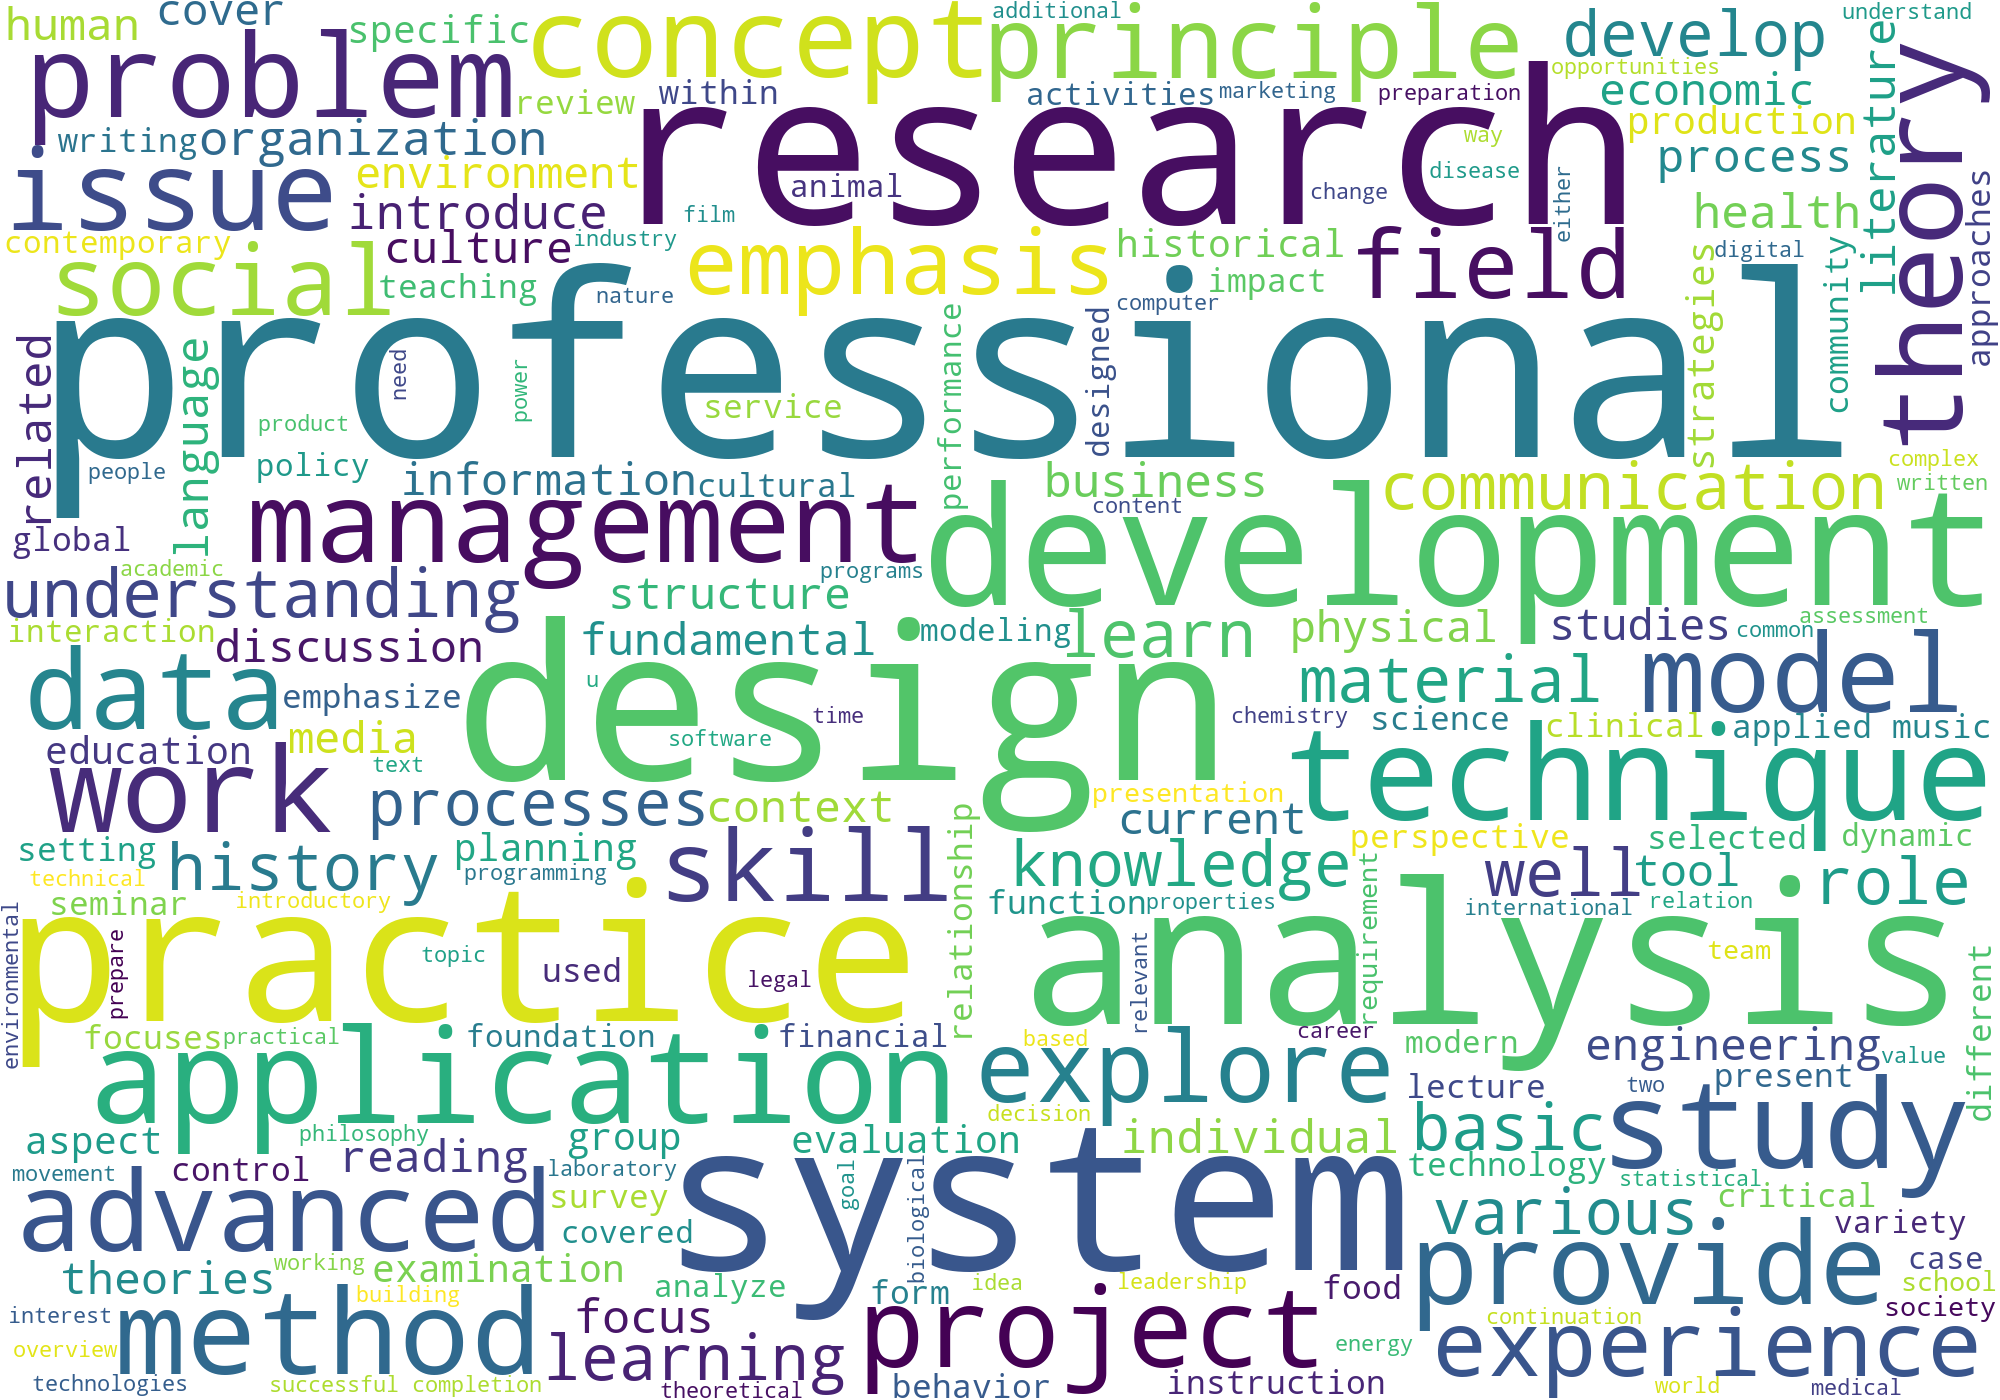 human
cover
specific
concept
additional
principle
develop
understand
problem
review
within
activities
marketing
preparation
opportunities
economic
literature
theory
writing
organization
research
way
production
issue
environment
animal
change
disease
either
process
approaches
introduce
film
health
contemporary
culture
industry
emphasis
historical
field
digital
social
teaching
nature
impact
computer
strategies
community
related
language
professional
need
power
performance
designed
product
service
people
policy
information
cultural
business
communication
complex
written
global
management
content
development
academic
understanding
programs
structure
interaction
discussion
fundamental
modeling
learn
physical
studies
common
assessment
data
emphasize
u
design
time
material
model
chemistry
science
clinical
applied music
education
media
text
software
technique
work
processes
context
presentation
current
perspective
selected
dynamic
setting
history
planning
skill
relationship
knowledge
well
tool
role
technical
programming
seminar
introductory
function
properties
requirement
international
relation
environmental
practice
analysis
prepare
topic
used
legal
relevant
team
different
focuses
practical
foundation
financial
based
career
modern
engineering
value
application
explore
lecture
two
present
aspect
philosophy
group
decision
evaluation
individual
basic
study
movement
control
reading
laboratory
goal
biological
system
technology
statistical
advanced
survey
various
critical
covered
variety
theories
working
examination
analyze
form
idea
leadership
food
provide
case
school
interest
building
method
focus
project
continuation
society
overview
learning
energy
experience
technologies
successful completion
theoretical
behavior
instruction
world
medical